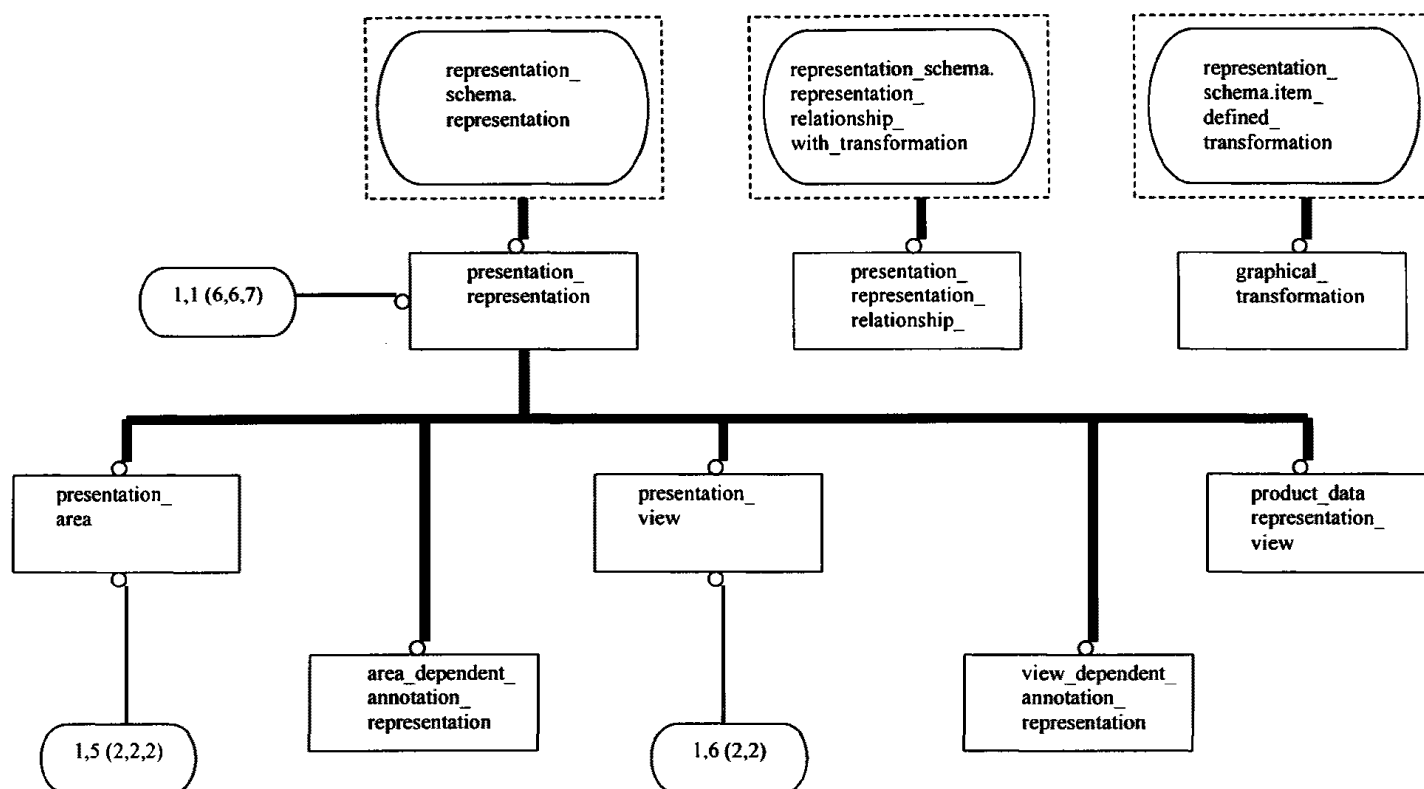 representation_
schema.
representation
representation_schema.
representation_
relationship_
with_transformation
representation_
schema.item_
defined_
transformation
1,1 (6,6,7)
presentation_
representation
presentation_
representation_
relationship_
graphical_
transformation
presentation_
area
presentation_
view
product_data
representation_
view
area_dependent_
annotation_
representation
view_dependent_
annotation_
representation
1,5 (2,2,2)
1,6 (2,2)